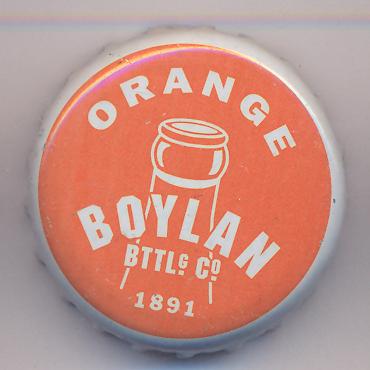 ORANGE
BOYLAN
BTTLG CO
1891